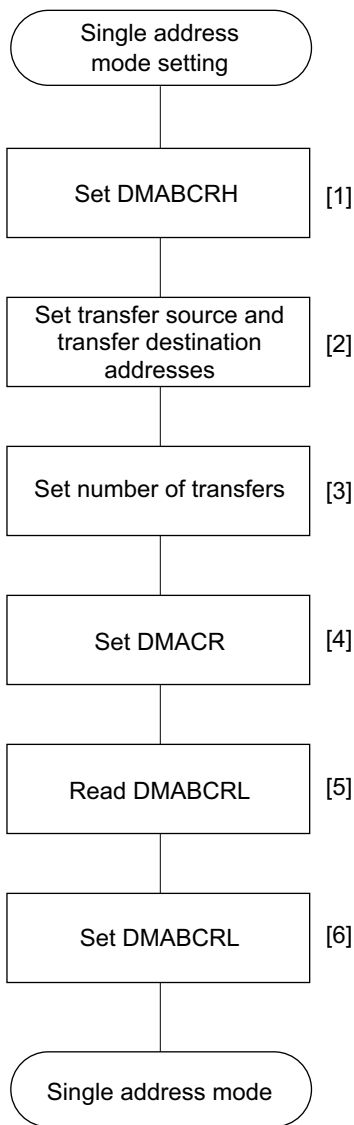 Single address
mode setting
Set DMABCRH
[1]
Set transfer source and
transfer destination
addresses
[2]
Set number of transfers
[3]
Set DMACR
[4]
Read DMABCRL
[5]
Set DMABCRL
[6]
Single address mode